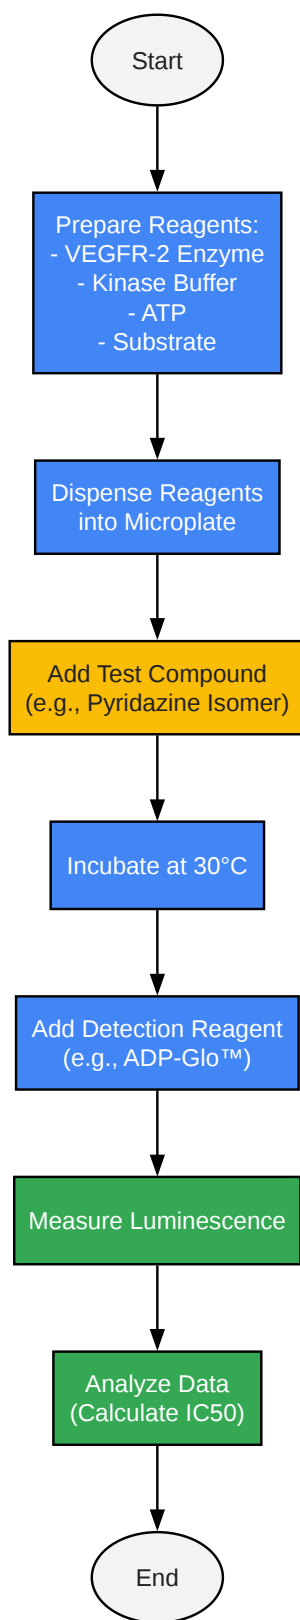 Start
Prepare Reagents:
- VEGFR-2 Enzyme
- Kinase Buffer
- ATP
- Substrate
Dispense Reagents
into Microplate
Add Test Compound
(e.g., Pyridazine Isomer)
Incubate at 30°C
Add Detection Reagent
(e.g., ADP-Glo™)
Measure Luminescence
Analyze Data
(Calculate IC50)
End